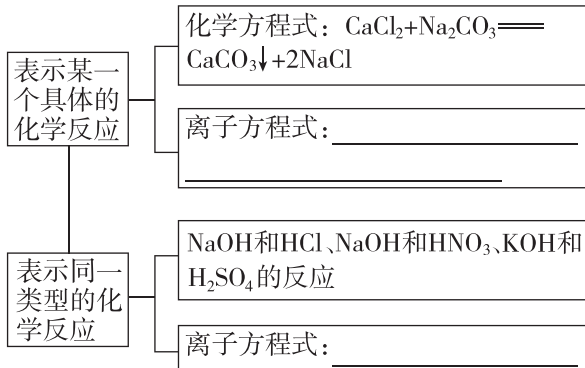 化学方程式：CaCl₂+Na₂CO₃══
CaCO₃↓+2NaCl
表示某一
个具体的
化学反应
离子方程式：
NaOH和HCl、NaOH和HNO₃、KOH和
H₂SO₄的反应
表示同一
类型的化
学反应
离子方程式：